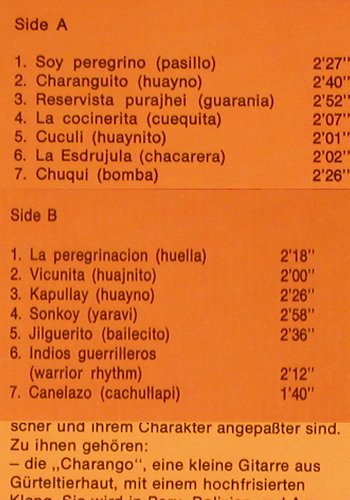 Side A
1. Soy peregrino (pasillo) 2'27''
2. Charanguito (huayno) 2'40''
3. Reservista purajhei (guarania) 2'52''
4. La cocinerita (cuequita) 2'07''
5. Cuculi (huaynito) 2'01''
6. La Esdrujula (chacarera) 2'02''
7. Chuqui (bomba) 2'26''
Side B
1. La peregrinacion (huella) 2'18''
2. Vicunita (huajnito) 2'00''
3. Kapullay (huayno) 2'26''
4. Sonkoy (yaravi) 2'58''
5. Jilguerito (bailecito) 2'36''
6. Indios guerrilleros
(warrior rhythm) 2'12''
7. Canelazo (cachullapi) 1'40''
scher und ihrem Charakter angepaßter sind.
Zu ihnen gehören:
– die ,,Charango'', eine kleine Gitarre aus
Gürteltierhaut, mit einem hochfrisierten